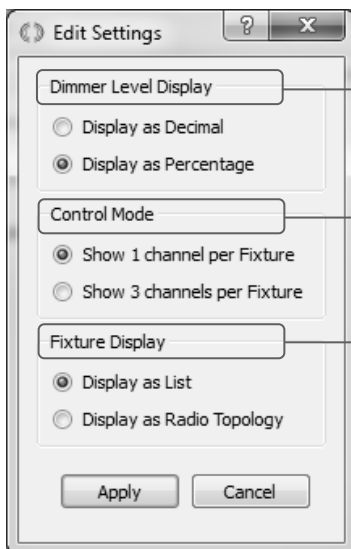 Edit Settings
?
X
Dimmer Level Display
Display as Decimal
Display as Percentage
Control Mode
Show 1 channel per Fixture
Show 3 channels per Fixture
Fixture Display
Display as List
Display as Radio Topology
Apply
Cancel